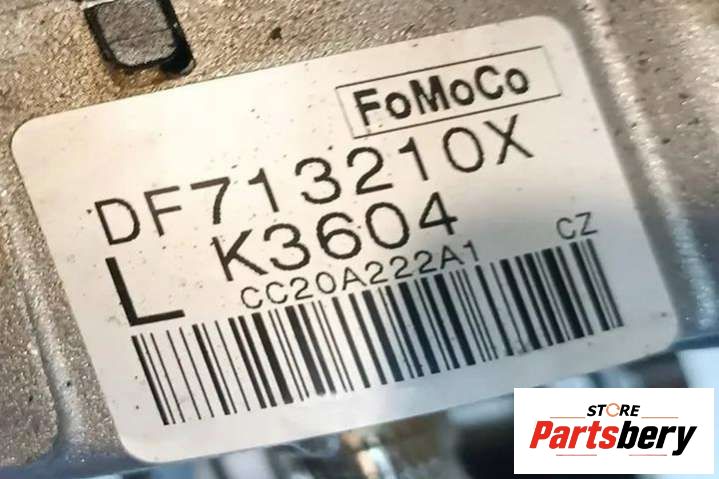 FoMoCo
DF713210X
L K3604
CC20A222A1 CZ
STORE
Partsbery